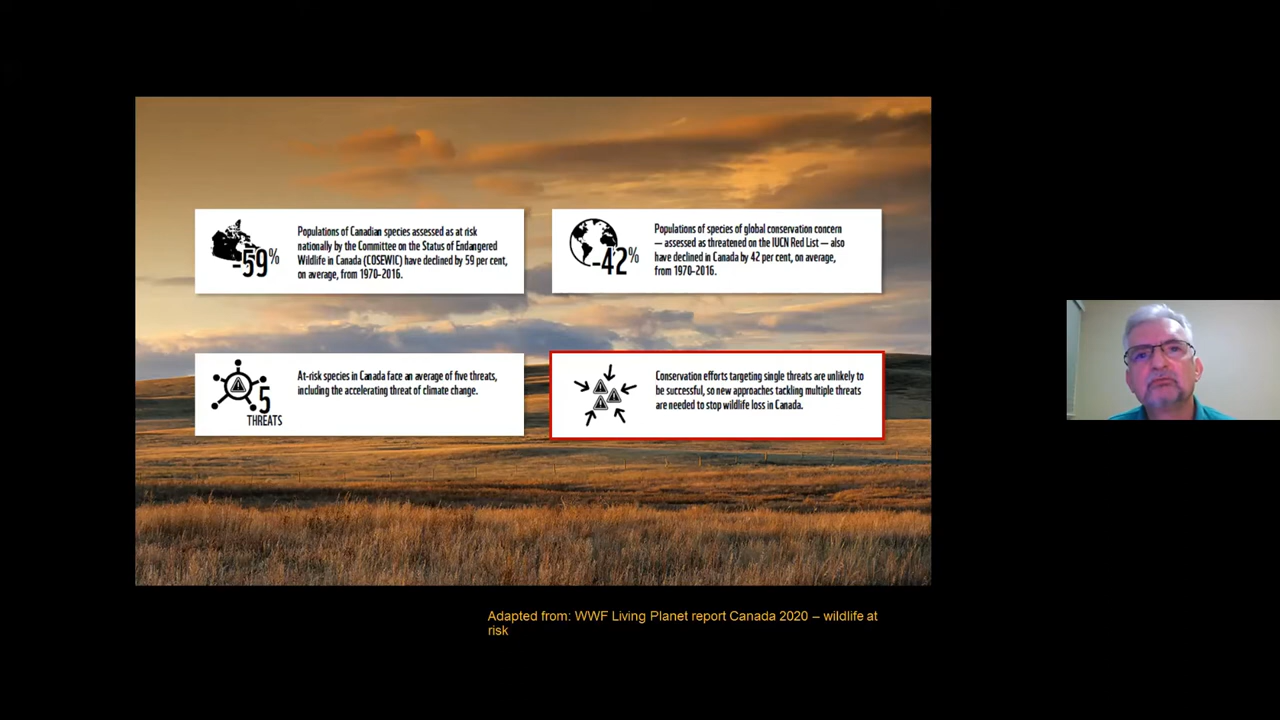 -59%
Populations of Canadian species assessed as at risk
nationally by the Committee on the Status of Endangered
Wildlife in Canada (COSEWIC) have declined by 59 per cent,
on average, from 1970-2016.
-42%
Populations of species of global conservation concern
— assessed as threatened on the IUCN Red List — also
have declined in Canada by 42 per cent, on average,
from 1970-2016.
5
THREATS
At-risk species in Canada face an average of five threats,
including the accelerating threat of climate change.
Conservation efforts targeting single threats are unlikely to
be successful, so new approaches tackling multiple threats
are needed to stop wildlife loss in Canada.
Adapted from: WWF Living Planet report Canada 2020 – wildlife at
risk